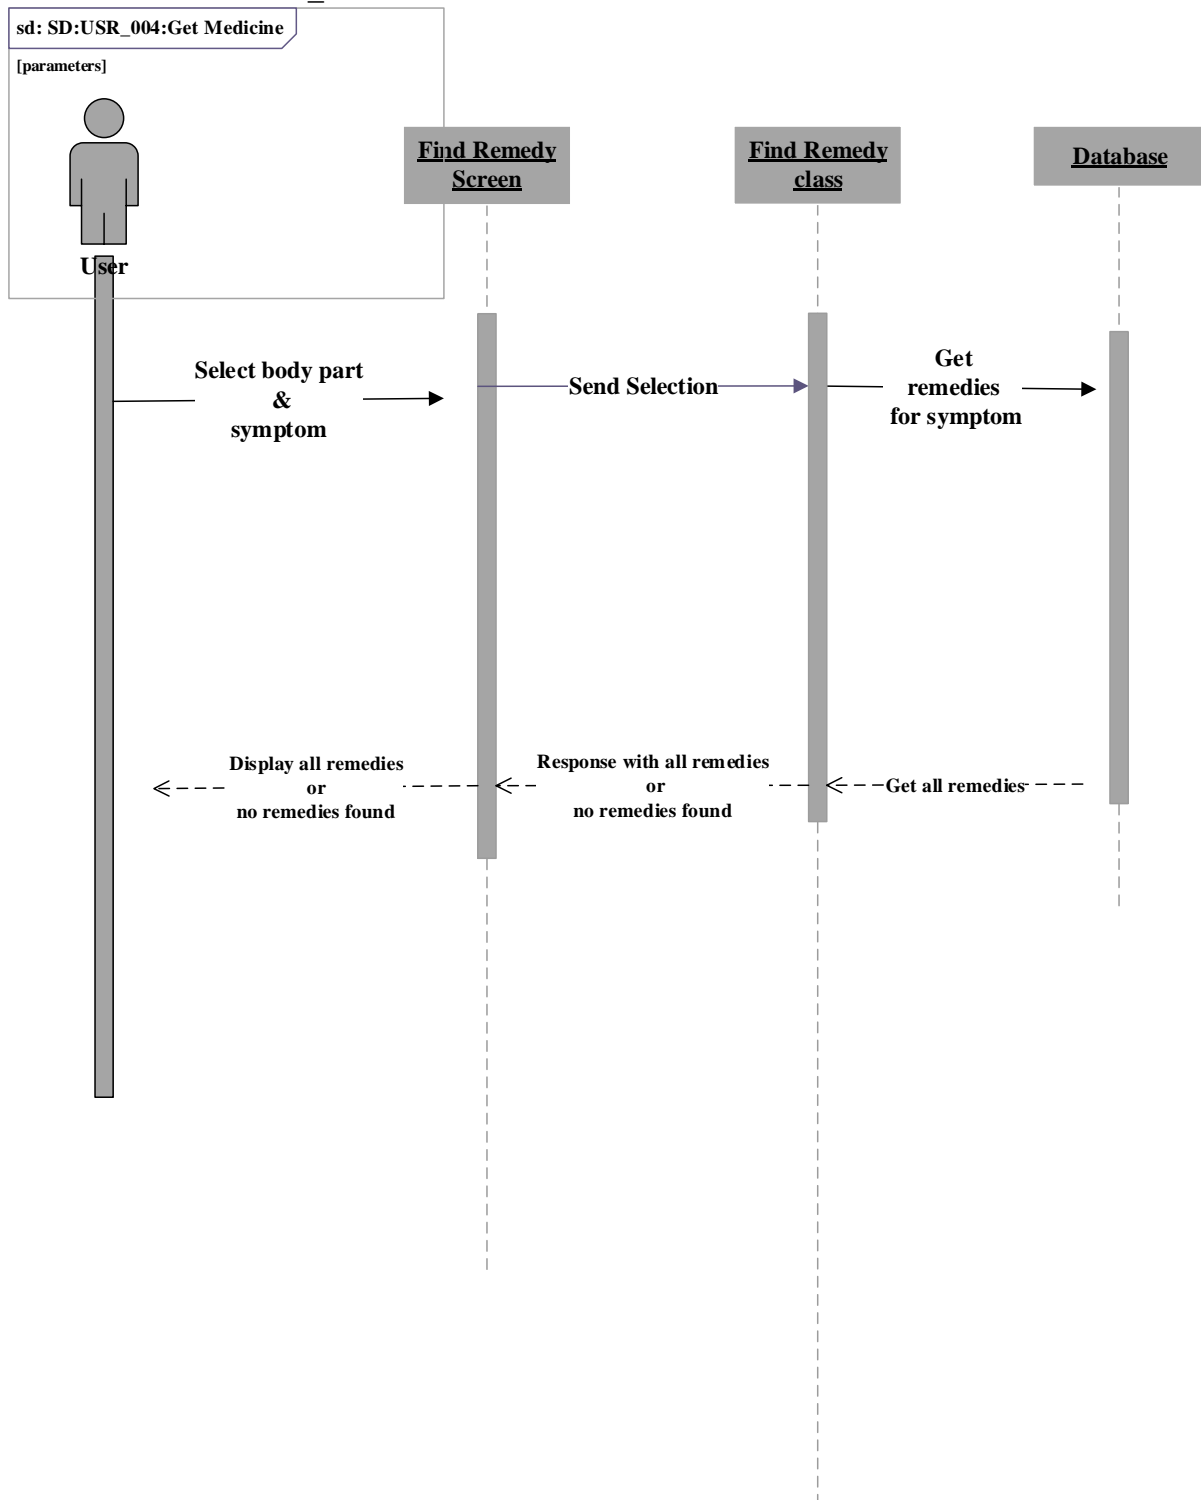 sd: SD:USR_004:Get Medicine
[parameters]
User
Find Remedy
Screen
Find Remedy
class
Database
Select body part
&
symptom
Send Selection
Get
remedies
for symptom
Display all remedies
or
no remedies found
Response with all remedies
or
no remedies found
Get all remedies